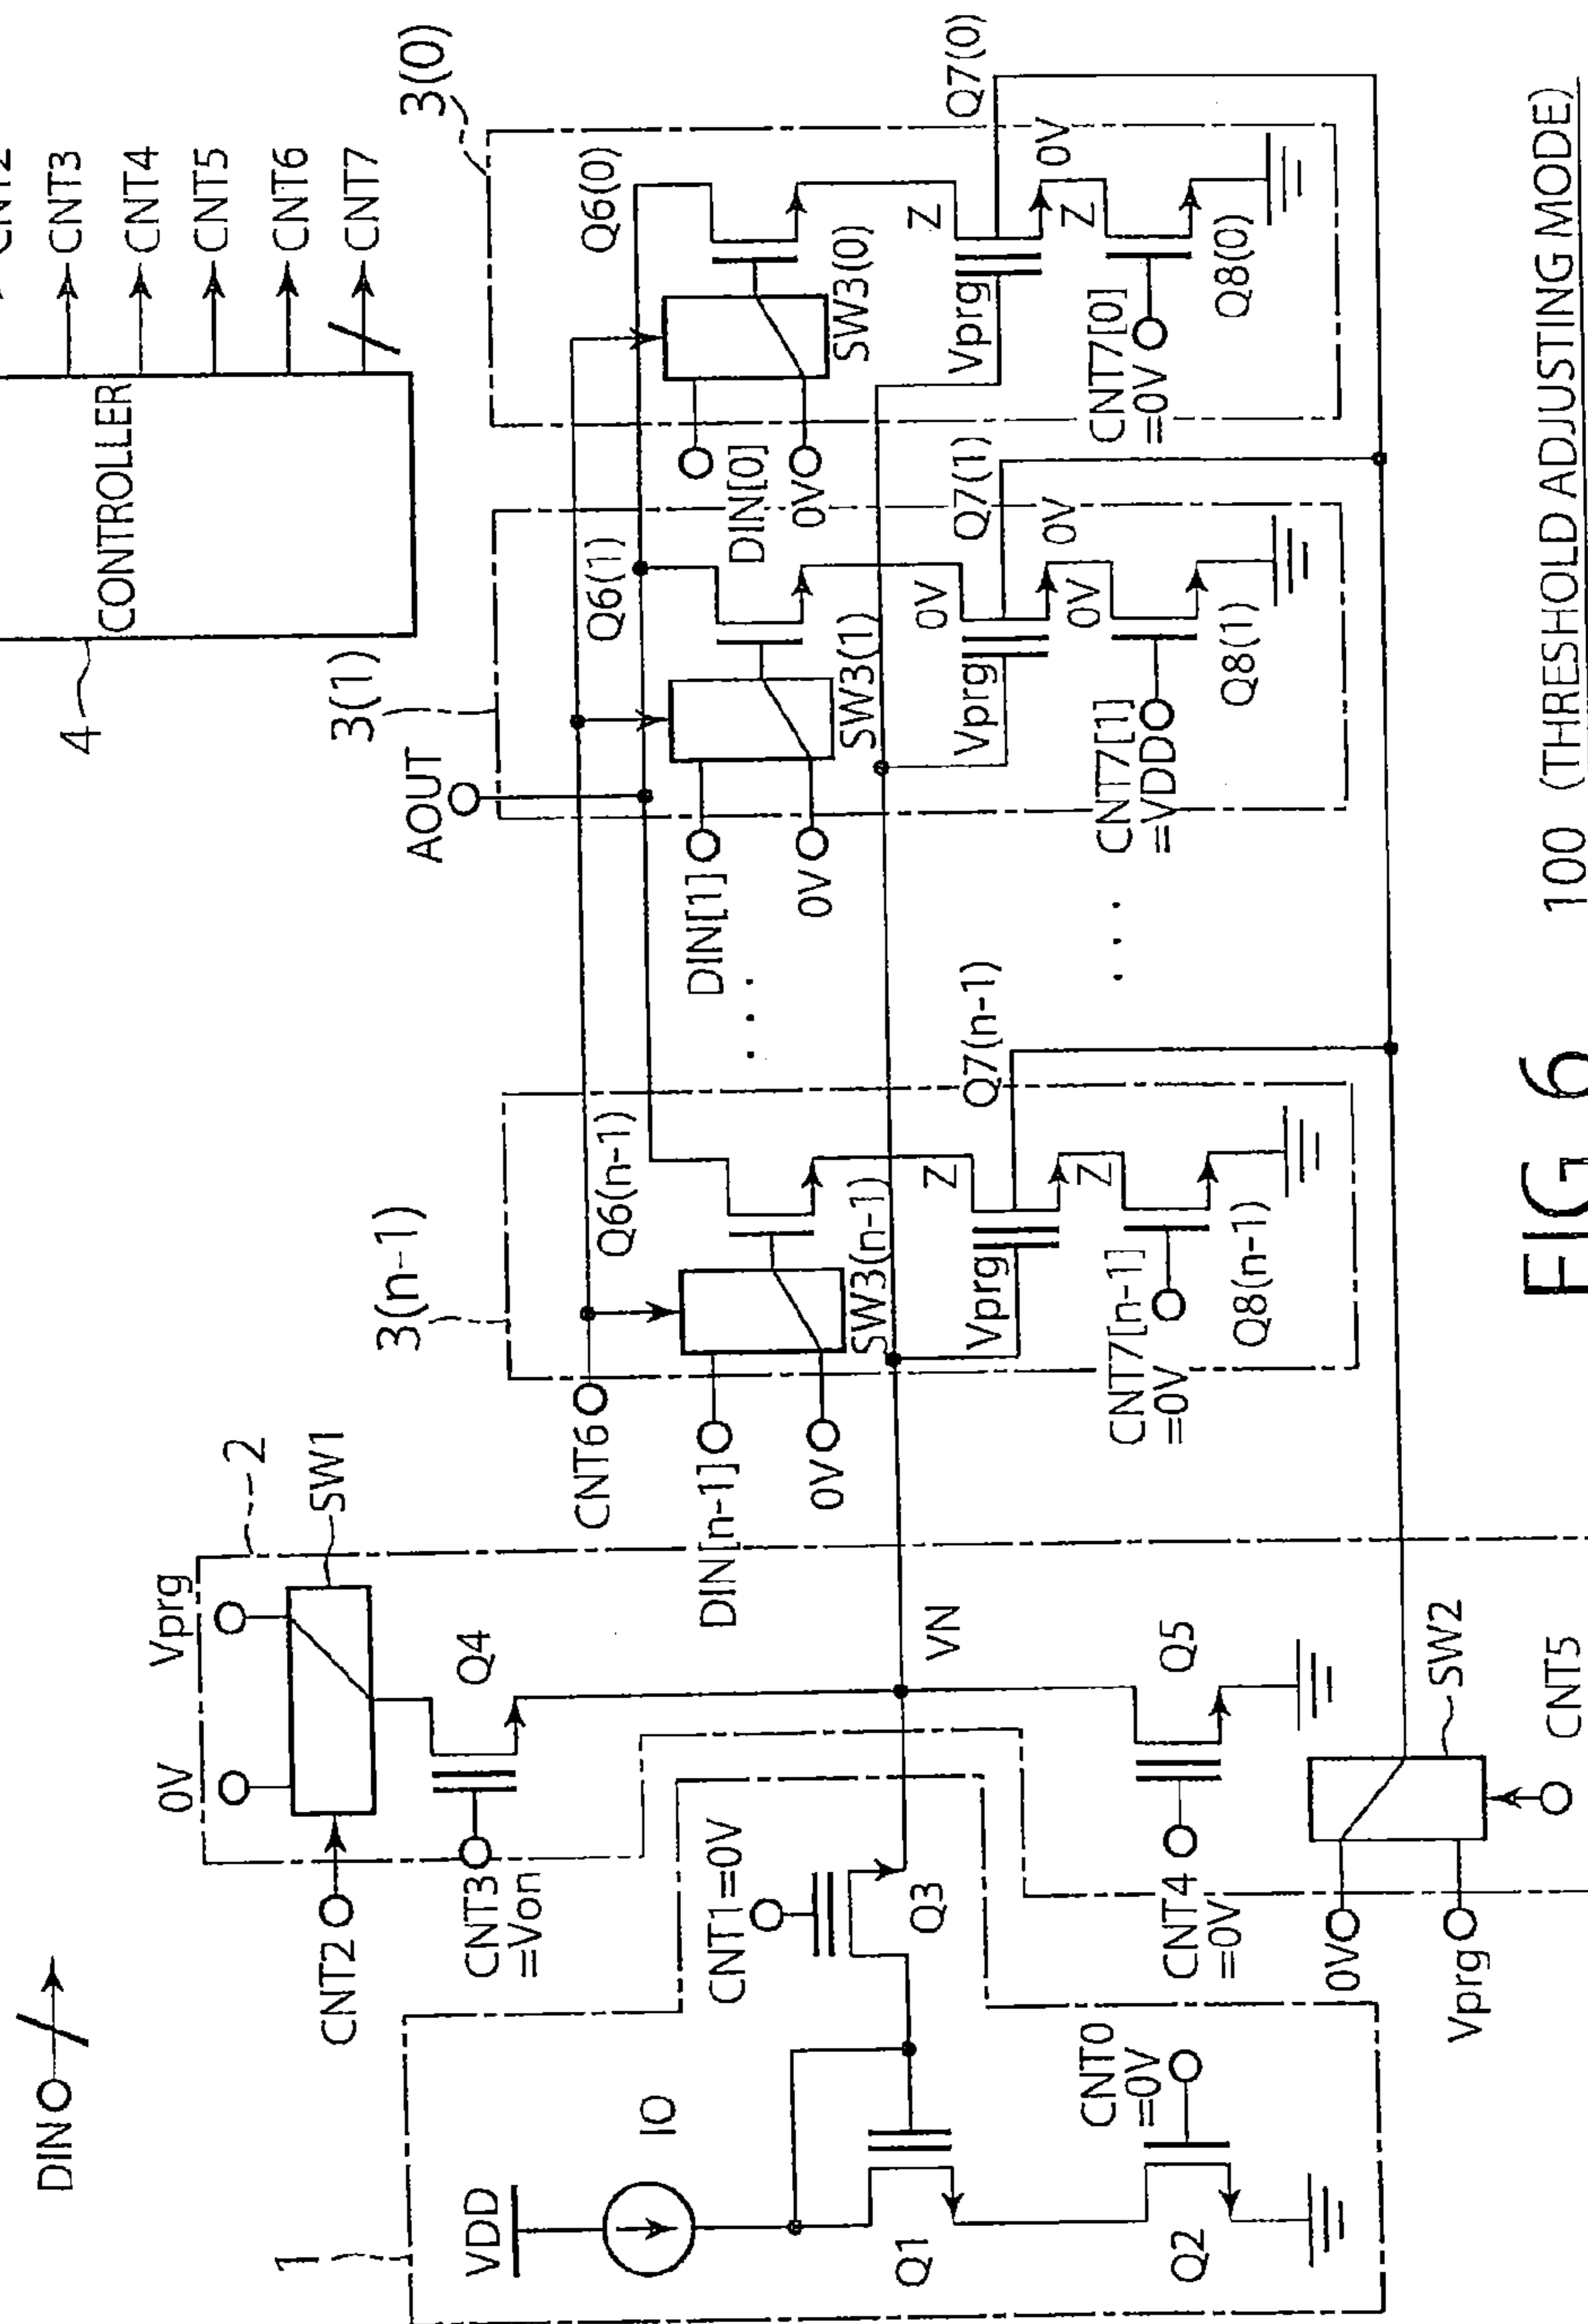 DIN
4
CONTROLLER
CNT3
CNT4
CNT5
CNT6
CNT7
1
VDD
IO
Q1
Q2
CNT0
=0V
CNT1=0V
Q3
2
0V
Vprg
SW1
CNT2
CNT3
=Von
Q4
VN
CNT4
=0V
Q5
0V
Vprg
SW2
CNT5
CNT6
AOUT
3(n-1)
Q6(n-1)
DIN[n-1]
0V
SW3(n-1)
Z
Q7(n-1)
Vprg
Z
CNT7[n-1]
=0V
Q8(n-1)
. . .
. . .
3(1)
Q6(1)
DIN[1]
0V
SW3(1)
0V
Q7(1)
Vprg
0V
0V
CNT7[1]
=VDD
Q8(1)
3(0)
Q6(0)
DIN[0]
0V
SW3(0)
Z
Q7(0)
Vprg
0V
Z
CNT7[0]
=0V
Q8(0)
FIG 6
100 (THRESHOLD ADJUSTING MODE)